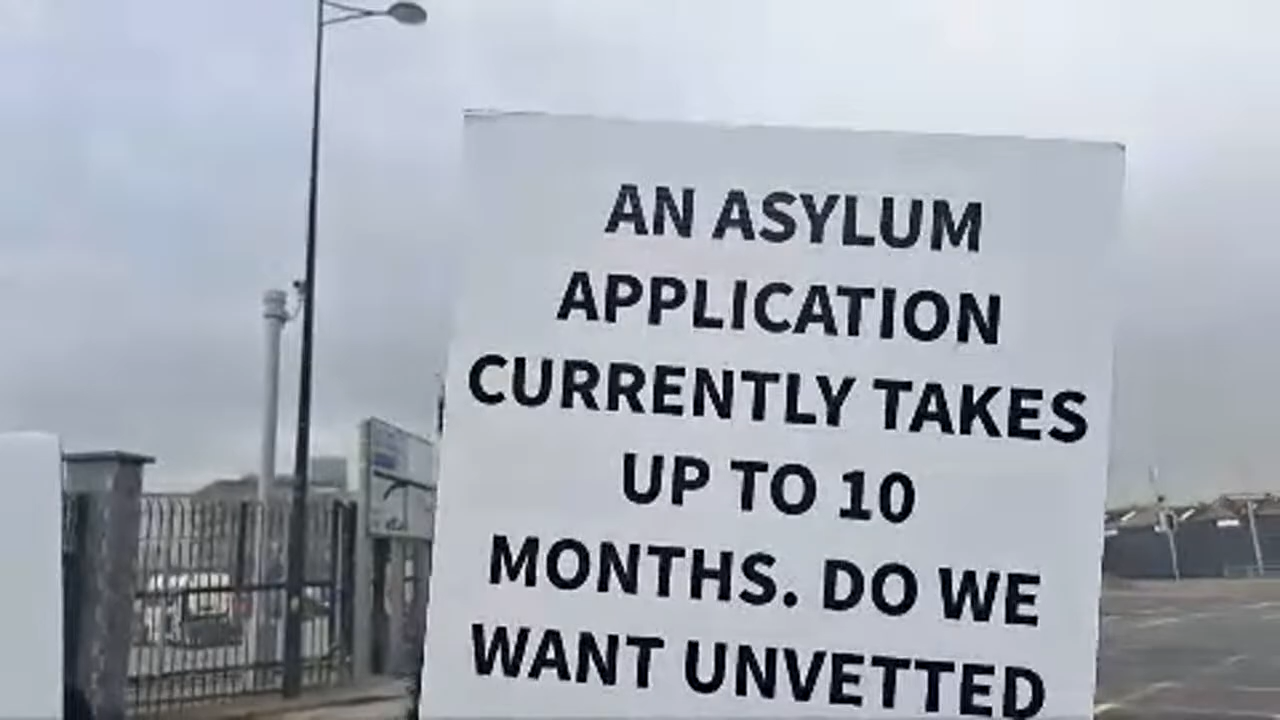 AN ASYLUM
APPLICATION
CURRENTLY TAKES
UP TO 10
MONTHS. DO WE
WANT UNVETTED